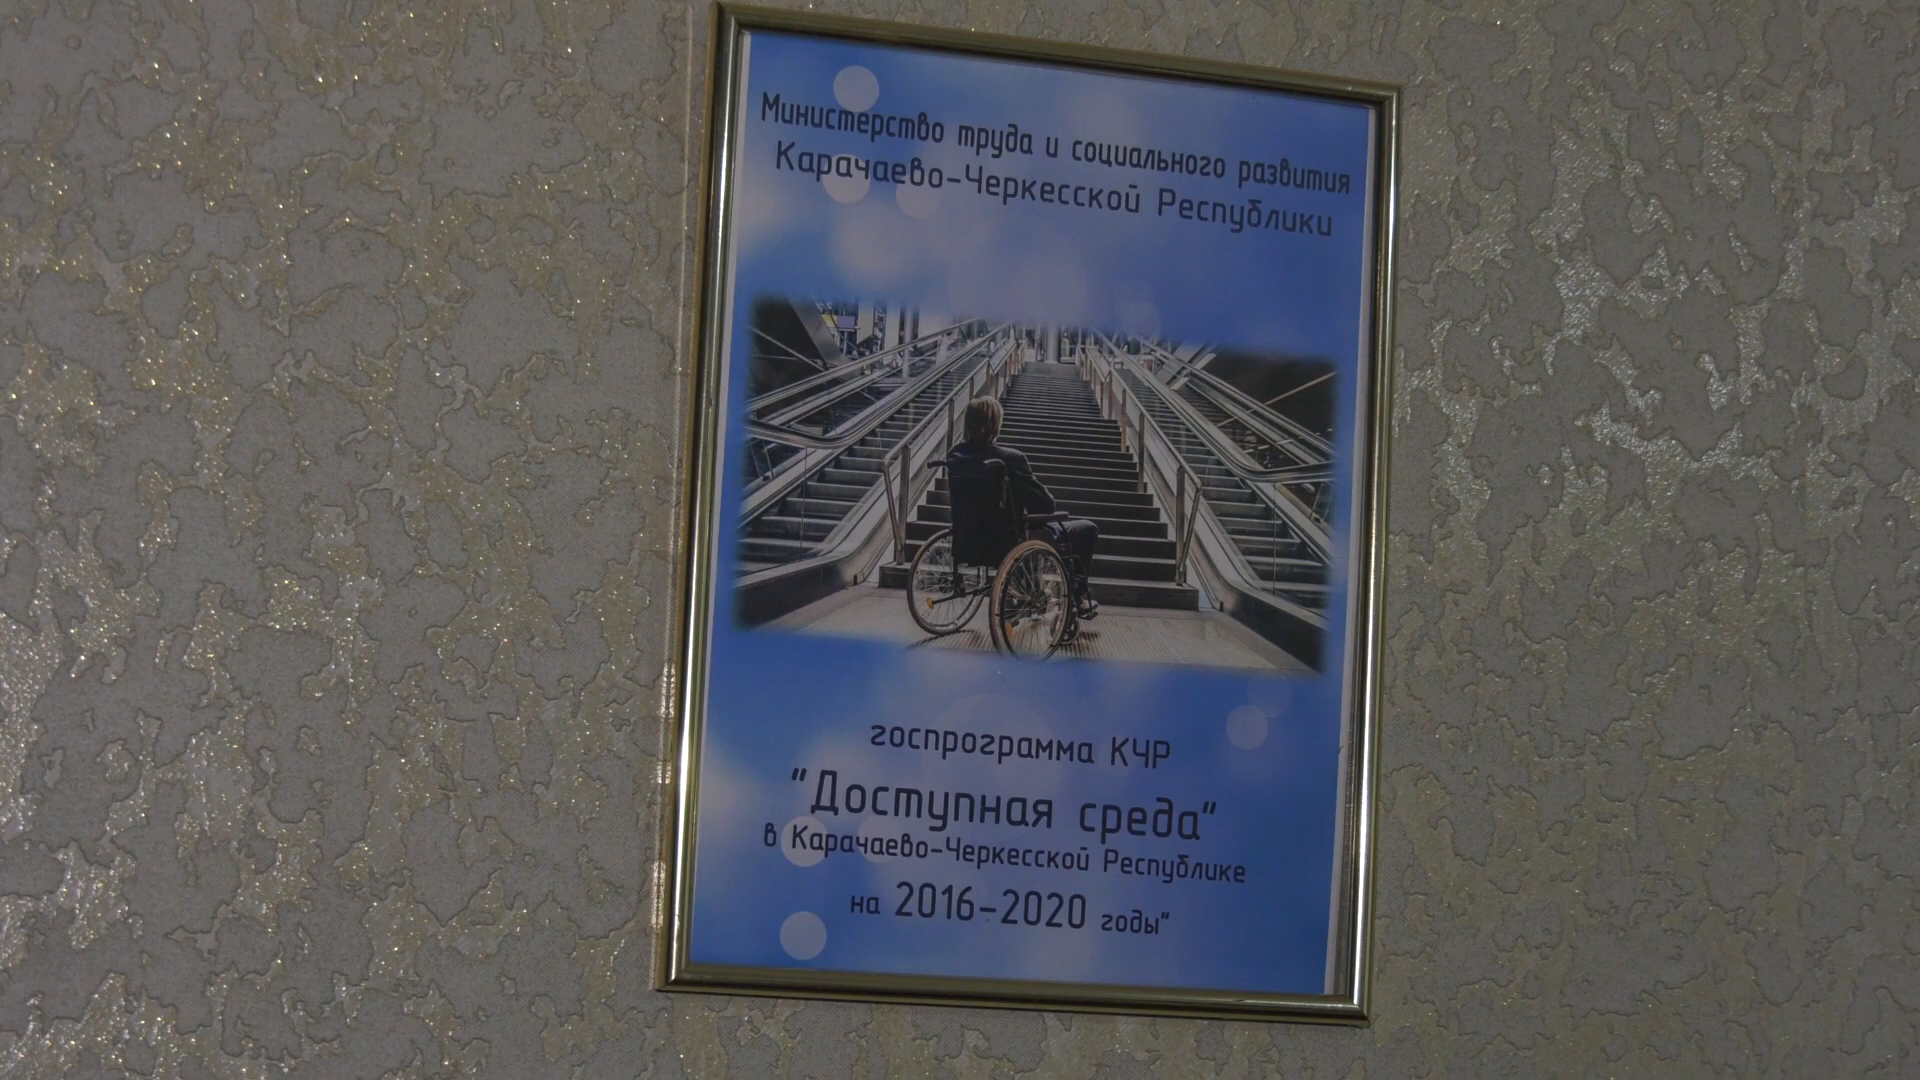 Министерство труда и социального развития
Карачаево-Черкесской Республики
госпрограмма КЧР
"Доступная среда"
в Карачаево-Черкесской Республике
на 2016-2020 годы"